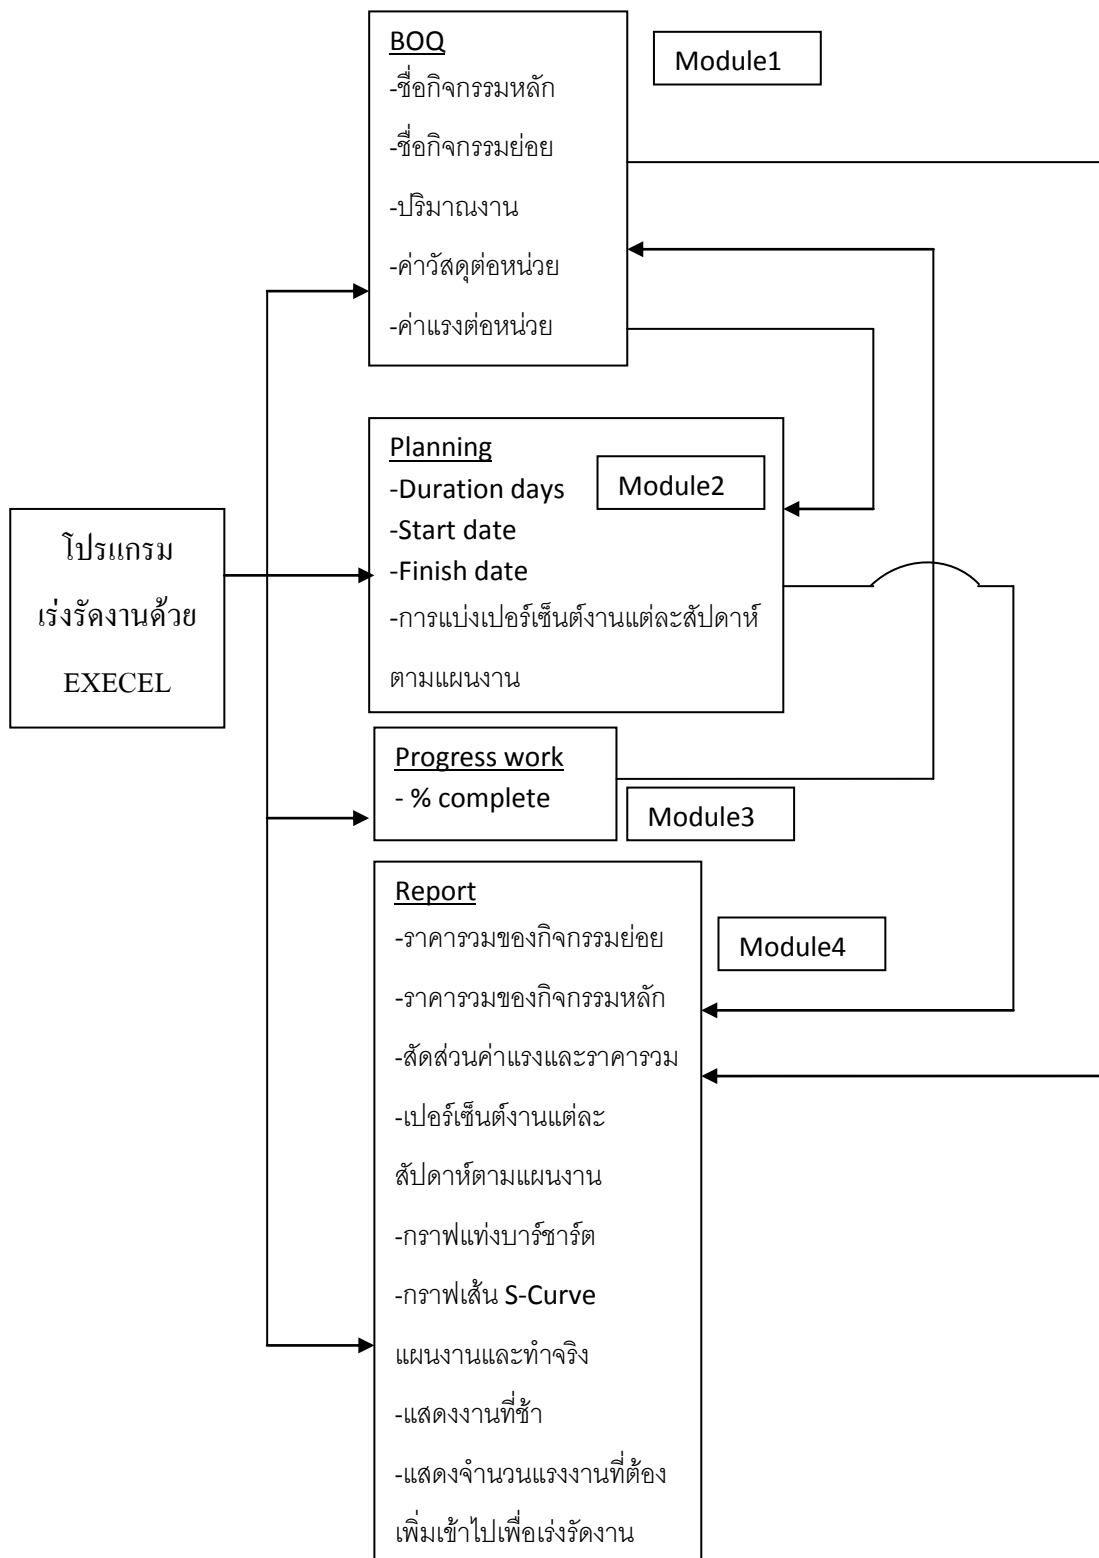 BOQ
-ชื่อกิจกรรมหลัก
-ชื่อกิจกรรมย่อย
-ปริมาณงาน
-ค่าวัสดุต่อหน่วย
-ค่าแรงต่อหน่วย
Module1
Planning
-Duration days
-Start date
-Finish date
-การแบ่งเปอร์เซ็นต์งานแต่ละสัปดาห์
ตามแผนงาน
Module2
โปรแกรม
เร่งรัดงานด้วย
EXECEL
Progress work
- % complete
Module3
Report
-ราคารวมของกิจกรรมย่อย
-ราคารวมของกิจกรรมหลัก
-สัดส่วนค่าแรงและราคารวม
-เปอร์เซ็นต์งานแต่ละ
สัปดาห์ตามแผนงาน
-กราฟแท่งบาร์ชาร์ต
-กราฟเส้น S-Curve
แผนงานและทำจริง
-แสดงงานที่ช้า
-แสดงจำนวนแรงงานที่ต้อง
เพิ่มเข้าไปเพื่อเร่งรัดงาน
Module4